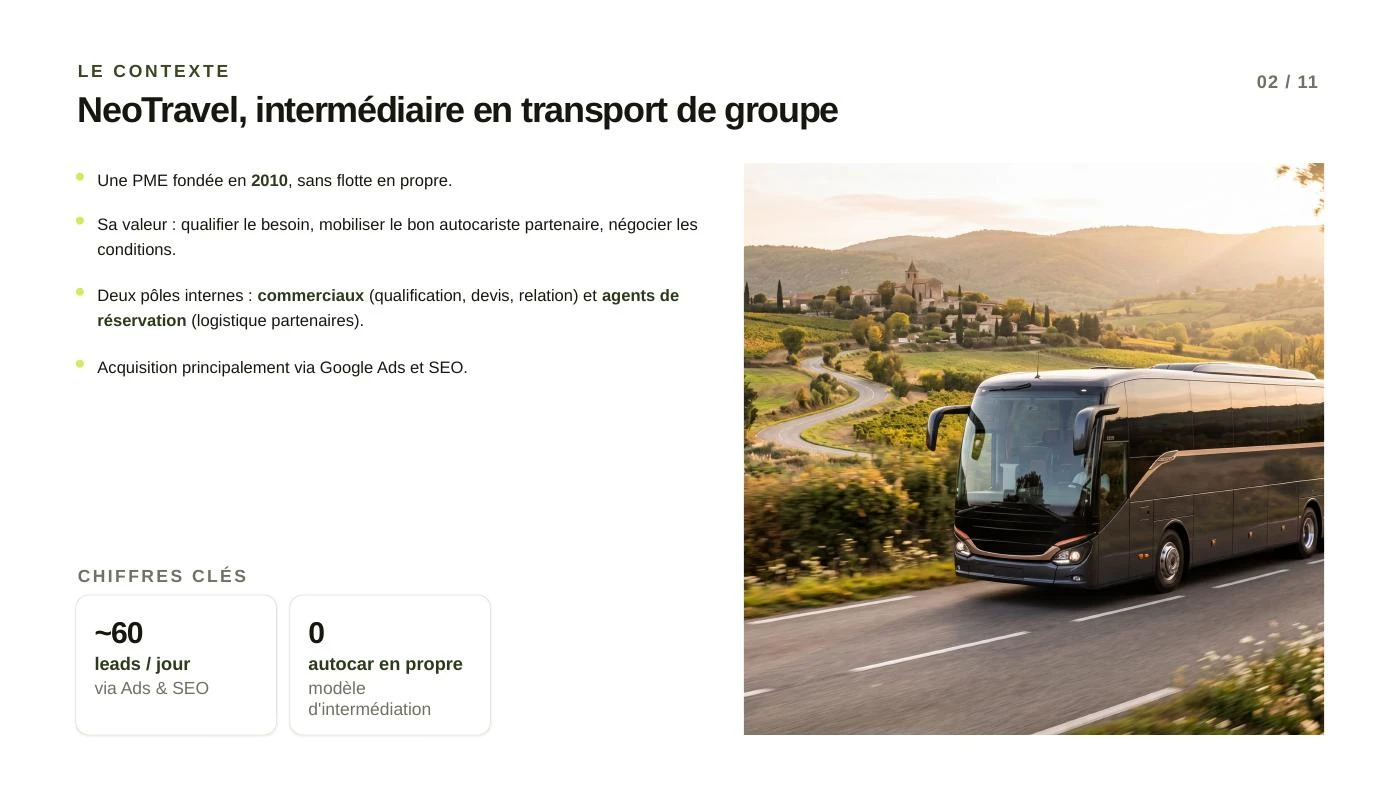 LE CONTEXTE
02 / 11
NeoTravel, intermédiaire en transport de groupe
Une PME fondée en 2010, sans flotte en propre.
Sa valeur : qualifier le besoin, mobiliser le bon autocariste partenaire, négocier les
conditions.
Deux pôles internes : commerciaux (qualification, devis, relation) et agents de
réservation (logistique partenaires).
Acquisition principalement via Google Ads et SEO.
CHIFFRES CLÉS
~60
leads / jour
via Ads & SEO
0
autocar en propre
modèle
d'intermédiation